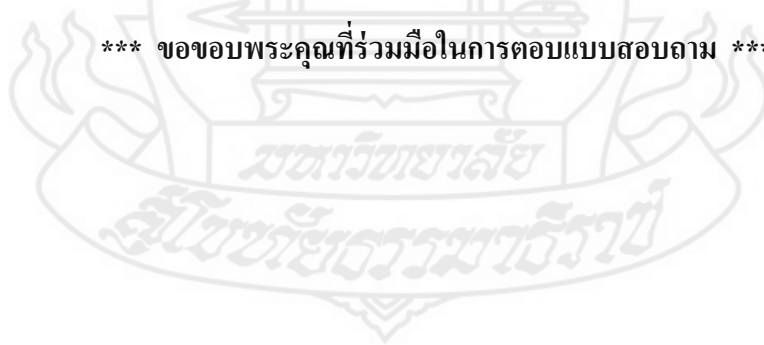 *** ขอขอบพระคุณที่ร่วมมือในการตอบแบบสอบถาม ***
มหาวิทยาลัย
สุโขทัยธรรมาธิราช